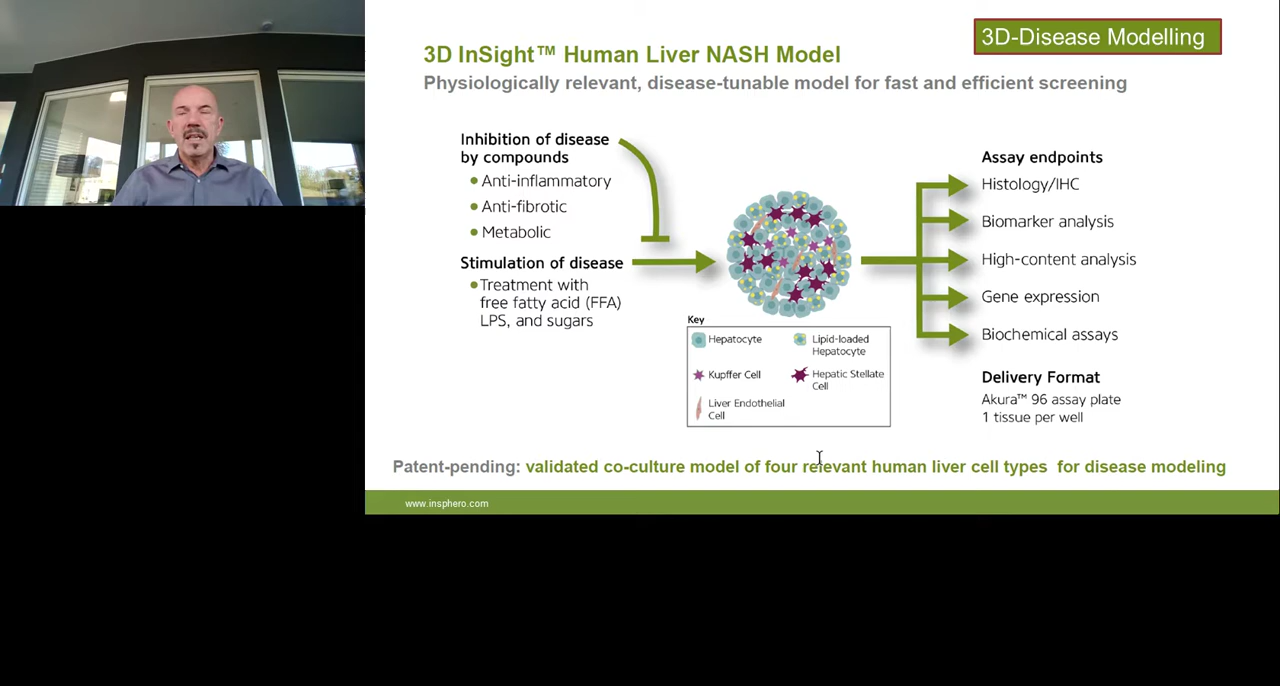 3D-Disease Modelling
3D InSight™ Human Liver NASH Model
Physiologically relevant, disease-tunable model for fast and efficient screening
Inhibition of disease
by compounds
• Anti-inflammatory
• Anti-fibrotic
• Metabolic
Stimulation of disease
• Treatment with
free fatty acid (FFA)
LPS, and sugars
Key
Hepatocyte
Lipid-loaded
Hepatocyte
Kupffer Cell
Hepatic Stellate
Cell
Liver Endothelial
Cell
Assay endpoints
Histology/IHC
Biomarker analysis
High-content analysis
Gene expression
Biochemical assays
Delivery Format
Akura™ 96 assay plate
1 tissue per well
Patent-pending: validated co-culture model of four relevant human liver cell types for disease modeling
www.insphero.com